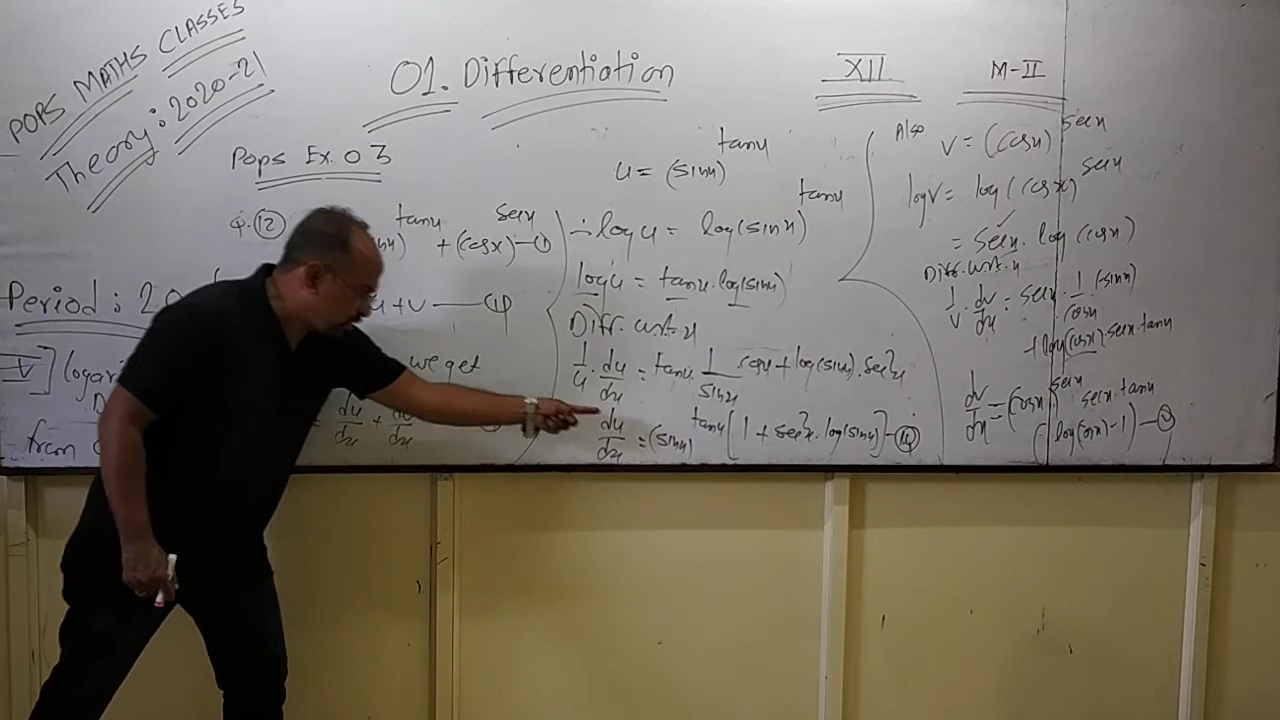 POPS MATHS CLASSES
Theory: 2020-21
01. Differentiation
XII
M-II
Pops Ex. 03
Q.12
tanx + (cosx)^secx — 1
u+v — 1
we get
= du/dx + 
u = (sinx)^tanx
∴ log u = log(sinx)^tanx
log u = tanx. log(sinx)
Diff. w.r.t. x
1/u . du/dx = tanx . 1/sinx cosx + log(sinx) . sec²x
du/dx = (sinx)^tanx [1 + sec²x. log(sinx)] —
Also v = (cosx)^secx
log v = log (cosx)^secx
= secx. log (cosx)
Diff. w.r.t. x
1/v . dv/dx = secx . 1/cosx (-sinx)
+ log(cosx) . secx. tanx
dv/dx = (cosx)^secx secx. tanx
(log(cosx) - 1) — 3
Period: 20
V] logar
from